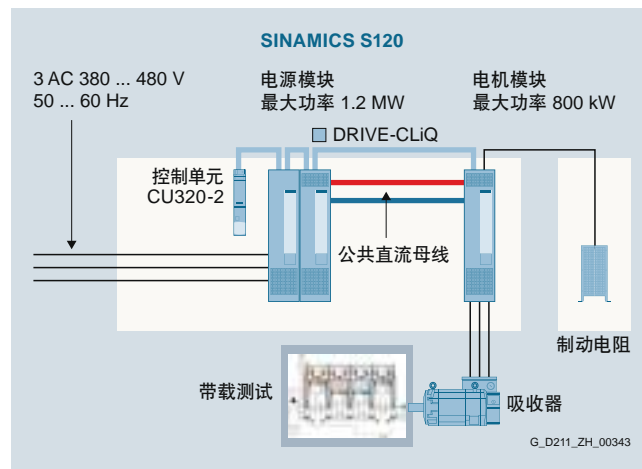 SINAMICS S120
3 AC 380 ... 480 V
50 ... 60 Hz
电源模块
最大功率 1.2 MW
电机模块
最大功率 800 kW
DRIVE-CLiQ
控制单元
CU320-2
公共直流母线
制动电阻
带载测试
吸收器
G_D211_ZH_00343